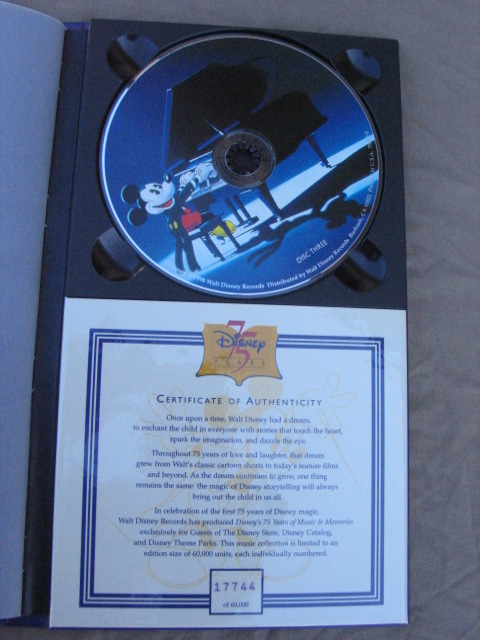 DISC THREE
Walt Disney Records Distributed by Walt Disney Records Burbank, CA
75
DISNEY
YEARS
CERTIFICATE OF AUTHENTICITY
Once upon a time, Walt Disney had a dream,
to enchant the child in everyone with stories that touch the heart,
spark the imagination, and dazzle the eye.
Throughout 75 years of love and laughter, that dream
grew from Walt's classic cartoon shorts to today's feature films
and beyond. As the dream continues to grow, one thing
remains the same: the magic of Disney storytelling will always
bring out the child in us all.
In celebration of the first 75 years of Disney magic,
Walt Disney Records has produced Disney's 75 Years of Music & Memories
exclusively for Guests of The Disney Store, Disney Catalog,
and Disney Theme Parks. This music collection is limited to an
edition size of 60,000 units, each individually numbered.
17744
of 60,000